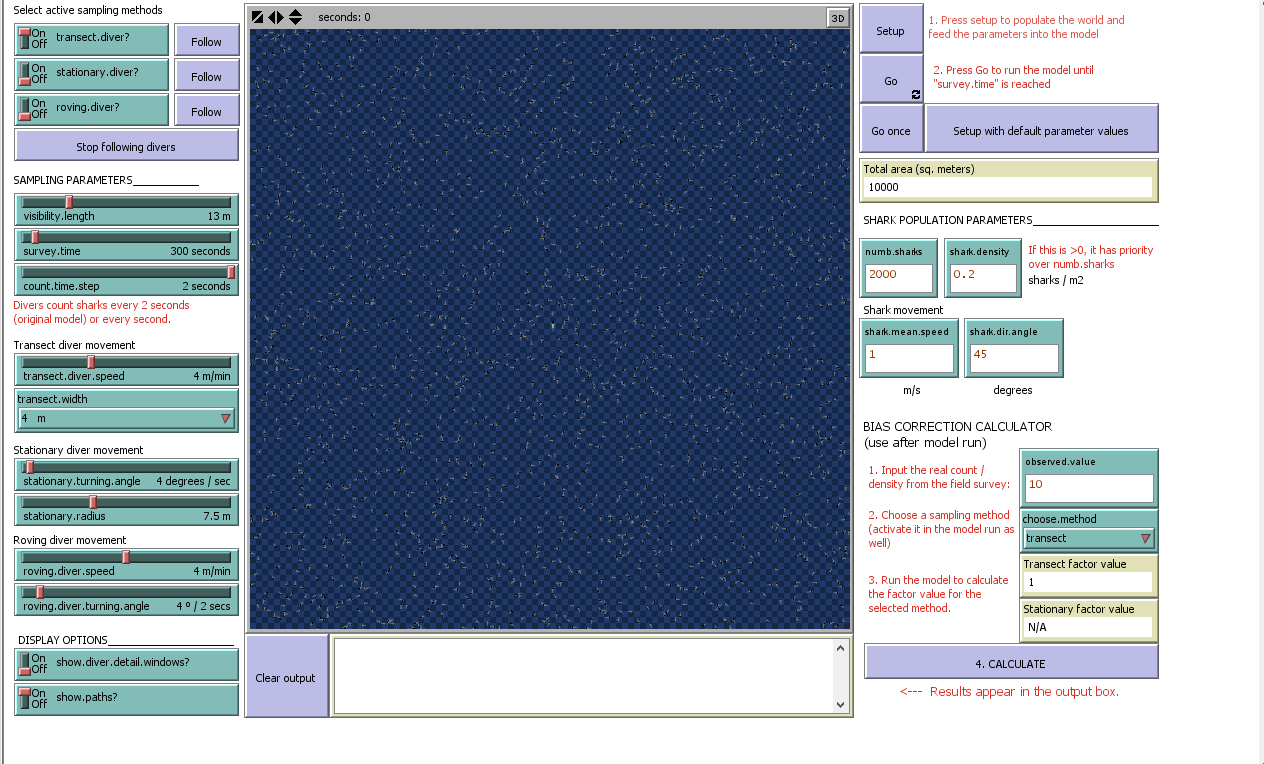 Select active sampling methods
On
Off
transect.diver?
Follow
On
Off
stationary.diver?
Follow
On
Off
roving.diver?
Follow
Stop following divers
SAMPLING PARAMETERS___________
visibility.length 13 m
survey.time 300 seconds
count.time.step 2 seconds
Divers count sharks every 2 seconds
(original model) or every second.
Transect diver movement
transect.diver.speed 4 m/min
transect.width
4 m
Stationary diver movement
stationary.turning.angle 4 degrees / sec
stationary.radius 7.5 m
Roving diver movement
roving.diver.speed 4 m/min
roving.diver.turning.angle 4 º / 2 secs
DISPLAY OPTIONS_____________________
On
Off
show.diver.detail.windows?
On
Off
show.paths?
seconds: 0
3D
Clear output
Setup
1. Press setup to populate the world and
feed the parameters into the model
Go
2. Press Go to run the model until
"survey.time" is reached
Go once
Setup with default parameter values
Total area (sq. meters)
10000
SHARK POPULATION PARAMETERS_____________________
numb.sharks
2000
shark.density
0.2
If this is >0, it has priority
over numb.sharks
sharks / m2
Shark movement
shark.mean.speed
1
shark.dir.angle
45
m/s
degrees
BIAS CORRECTION CALCULATOR
(use after model run)
1. Input the real count /
density from the field survey:
observed.value
10
2. Choose a sampling method
(activate it in the model run as
well)
choose.method
transect
3. Run the model to calculate
the factor value for the
selected method.
Transect factor value
1
Stationary factor value
N/A
4. CALCULATE
<--- Results appear in the output box.